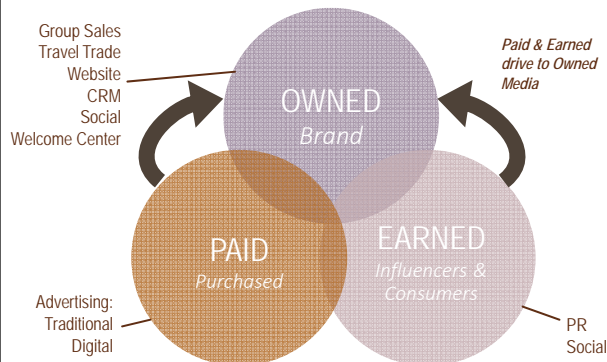 Group Sales
Travel Trade
Website
CRM
Social
Welcome Center
OWNED
Brand
Paid & Earned
drive to Owned
Media
PAID
Purchased
EARNED
Influencers &
Consumers
Advertising:
Traditional
Digital
PR
Social